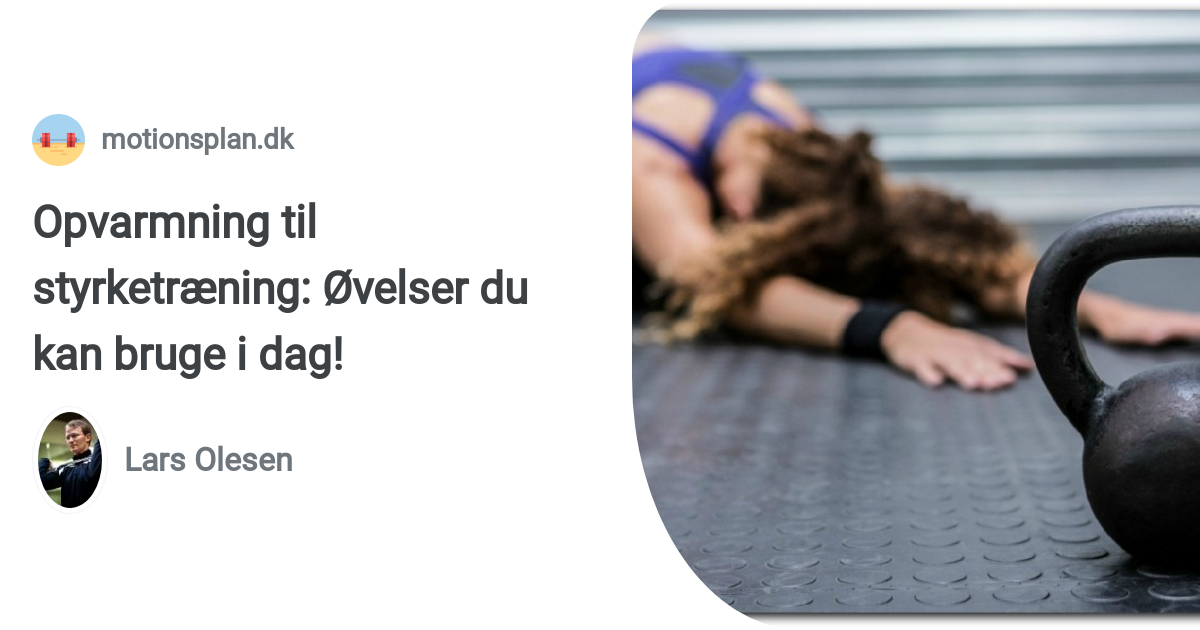 motionsplan.dk
Opvarmning til
styrketræning: Øvelser du
kan bruge i dag!
Lars Olesen